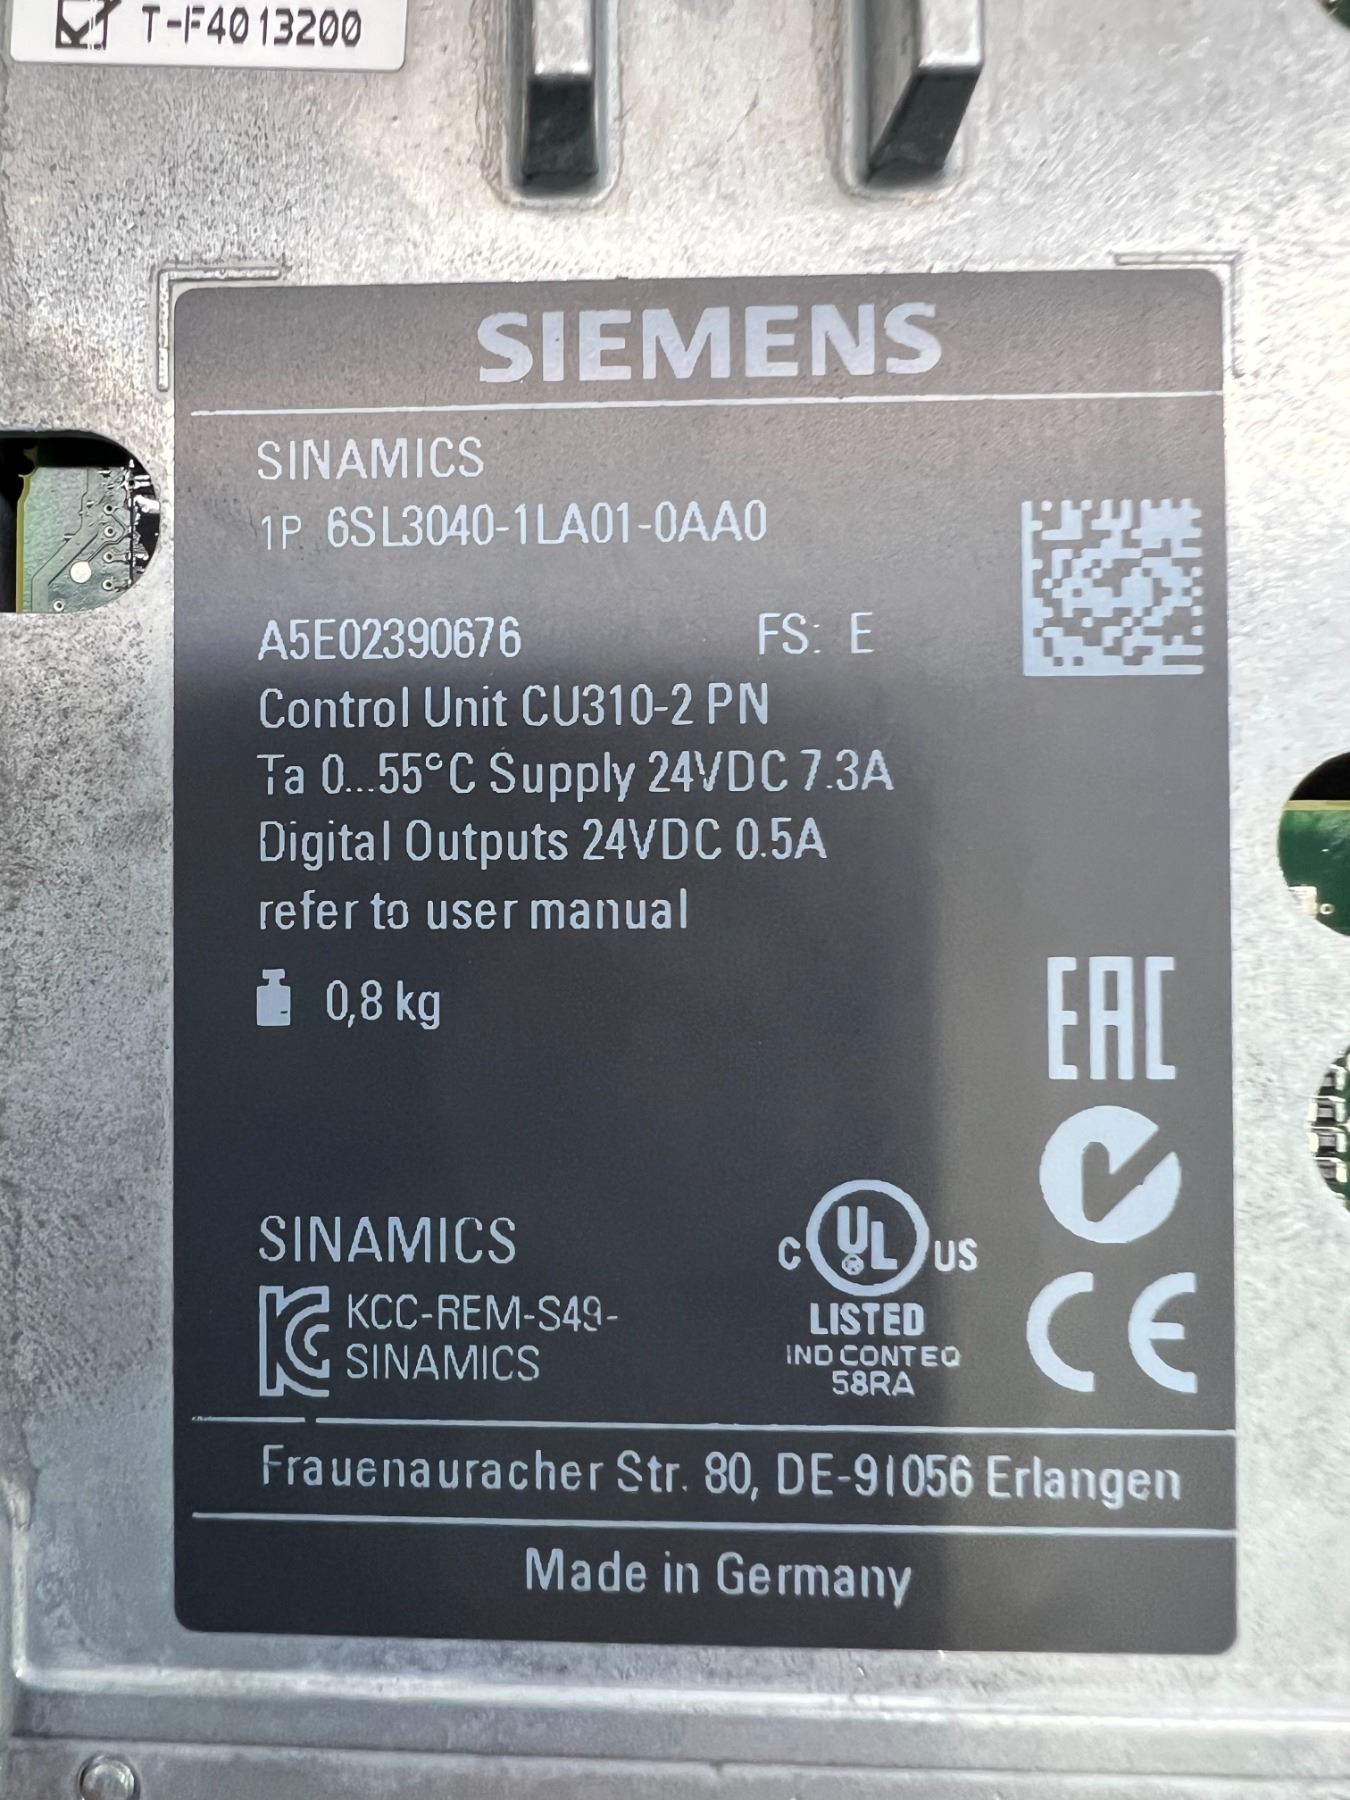 T-F4013200
SIEMENS
SINAMICS
1P 6SL3040-1LA01-0AA0
A5E02390676 FS: E
Control Unit CU310-2 PN
Ta 0...55°C Supply 24VDC 7.3A
Digital Outputs 24VDC 0.5A
refer to user manual
0,8 kg
EAC
SINAMICS
KCC-REM-S49-
SINAMICS
C UL US
LISTED
IND CONT EQ
58RA
CE
Frauenauracher Str. 80, DE-91056 Erlangen
Made in Germany